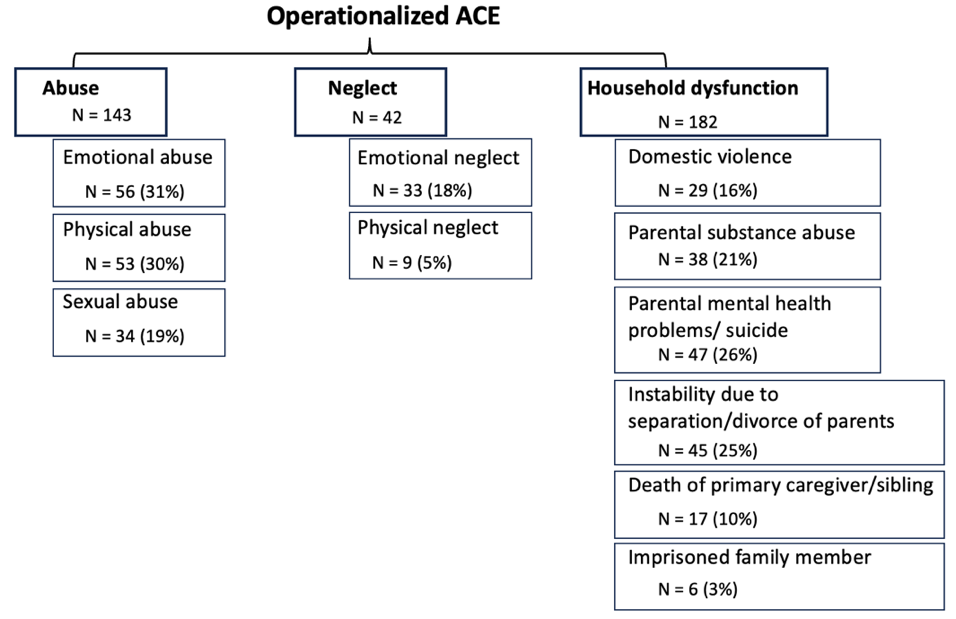 Operationalized ACE
Abuse
N = 143
Emotional abuse
N = 56 (31%)
Physical abuse
N = 53 (30%)
Sexual abuse
N = 34 (19%)
Neglect
N = 42
Emotional neglect
N = 33 (18%)
Physical neglect
N = 9 (5%)
Household dysfunction
N = 182
Domestic violence
N = 29 (16%)
Parental substance abuse
N = 38 (21%)
Parental mental health
problems/ suicide
N = 47 (26%)
Instability due to
separation/divorce of parents
N = 45 (25%)
Death of primary caregiver/sibling
N = 17 (10%)
Imprisoned family member
N = 6 (3%)